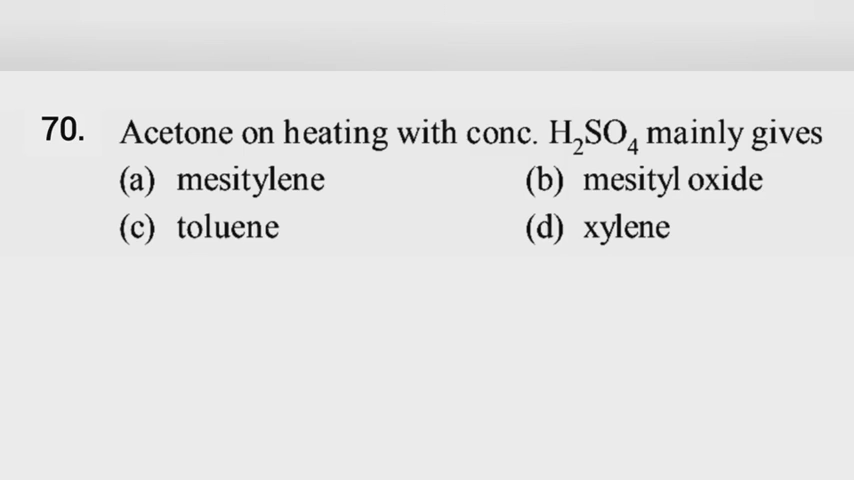 70. Acetone on heating with conc. H₂SO₄ mainly gives
(a) mesitylene (b) mesityl oxide
(c) toluene (d) xylene